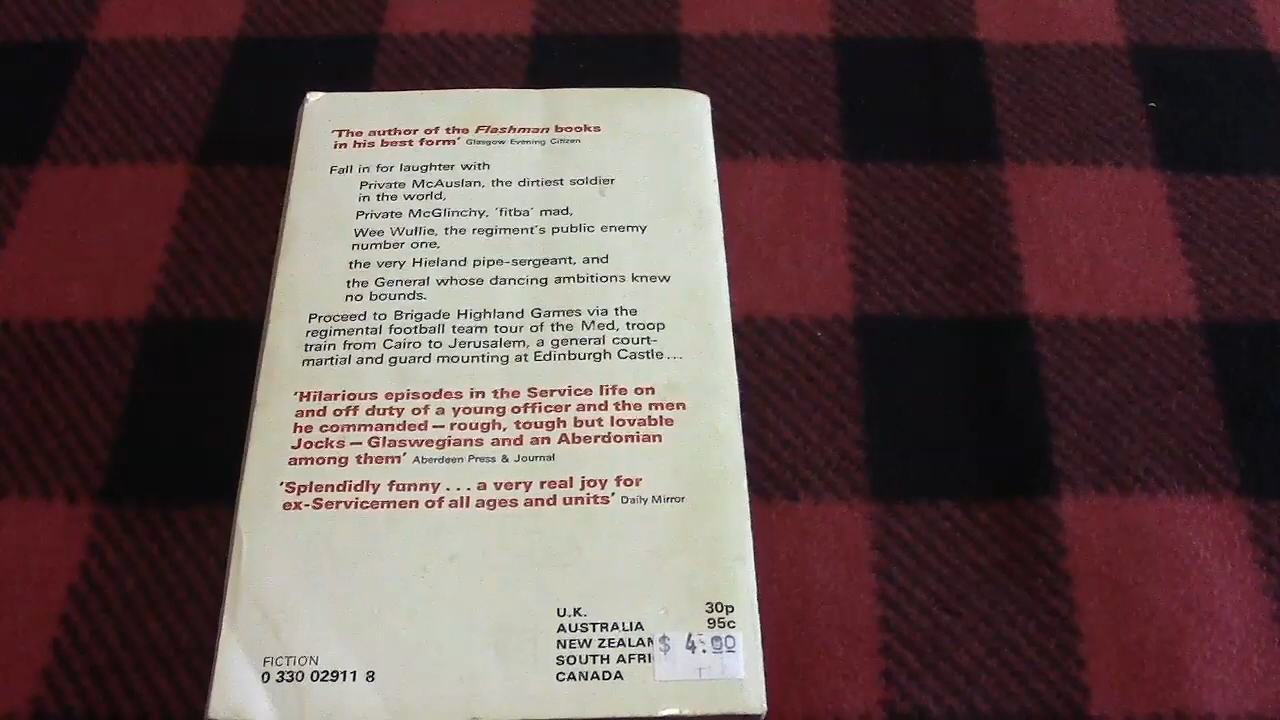 'The author of the Flashman books
in his best form' Glasgow Evening Citizen
Fall in for laughter with
Private McAuslan, the dirtiest soldier
in the world,
Private McGlinchy, 'fitba' mad,
Wee Wullie, the regiment's public enemy
number one,
the very Hieland pipe-sergeant, and
the General whose dancing ambitions knew
no bounds.
Proceed to Brigade Highland Games via the
regimental football team tour of the Med, troop
train from Cairo to Jerusalem, a general court-
martial and guard mounting at Edinburgh Castle...
'Hilarious episodes in the Service life on
and off duty of a young officer and the men
he commanded – rough, tough but lovable
Jocks – Glaswegians and an Aberdonian
among them' Aberdeen Press & Journal
'Splendidly funny . . . a very real joy for
ex-Servicemen of all ages and units' Daily Mirror
U.K. 30p
AUSTRALIA 95c
NEW ZEALAN $ 4.00
SOUTH AFRI
CANADA
FICTION
0 330 02911 8